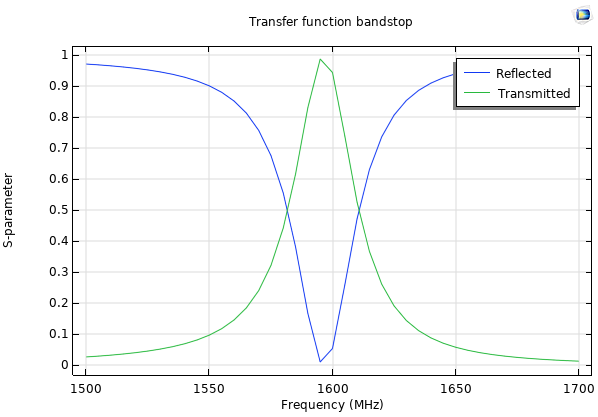 Transfer function bandstop
S-parameter
1
0.9
0.8
0.7
0.6
0.5
0.4
0.3
0.2
0.1
0
Reflected
Transmitted
1500 1550 1600 1650 1700
Frequency (MHz)